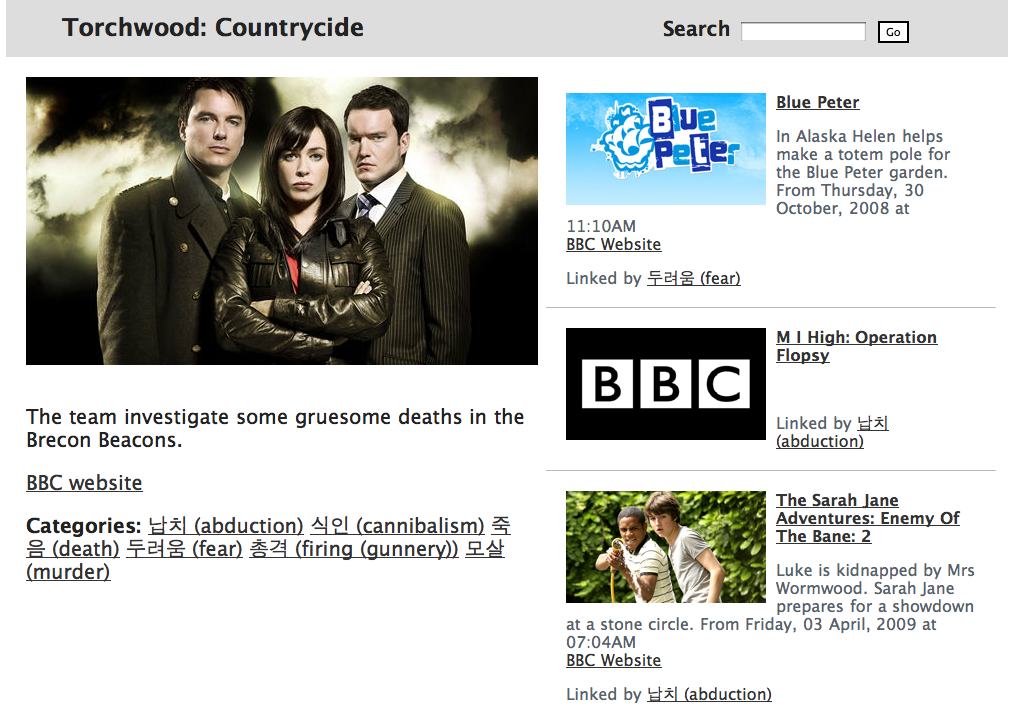 Torchwood: Countrycide
Search
Go
The team investigate some gruesome deaths in the
Brecon Beacons.
BBC website
Categories: 납치 (abduction) 식인 (cannibalism) 죽
음 (death) 두려움 (fear) 총격 (firing (gunnery)) 모살
(murder)
Blue
Peter
Blue Peter
In Alaska Helen helps
make a totem pole for
the Blue Peter garden.
From Thursday, 30
October, 2008 at
11:10AM
BBC Website
Linked by 두려움 (fear)
BBC
M I High: Operation
Flopsy
Linked by 납치
(abduction)
The Sarah Jane
Adventures: Enemy Of
The Bane: 2
Luke is kidnapped by Mrs
Wormwood. Sarah Jane
prepares for a showdown
at a stone circle. From Friday, 03 April, 2009 at
07:04AM
BBC Website
Linked by 납치 (abduction)